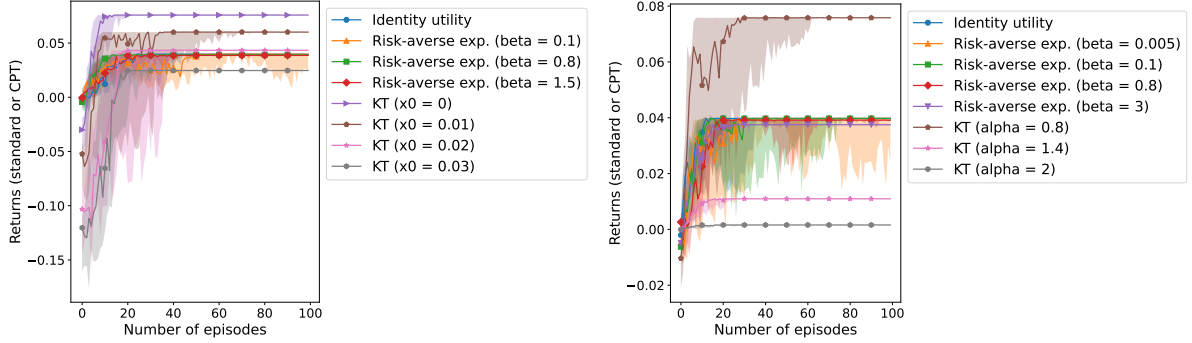 0.05
0.00
−0.05
−0.10
−0.15
Returns (standard or CPT)
0 20 40 60 80 100
Number of episodes
Identity utility
Risk-averse exp. (beta = 0.1)
Risk-averse exp. (beta = 0.8)
Risk-averse exp. (beta = 1.5)
KT (x0 = 0)
KT (x0 = 0.01)
KT (x0 = 0.02)
KT (x0 = 0.03)
0.08
0.06
0.04
0.02
0.00
−0.02
Returns (standard or CPT)
0 20 40 60 80 100
Number of episodes
Identity utility
Risk-averse exp. (beta = 0.005)
Risk-averse exp. (beta = 0.1)
Risk-averse exp. (beta = 0.8)
Risk-averse exp. (beta = 3)
KT (alpha = 0.8)
KT (alpha = 1.4)
KT (alpha = 2)